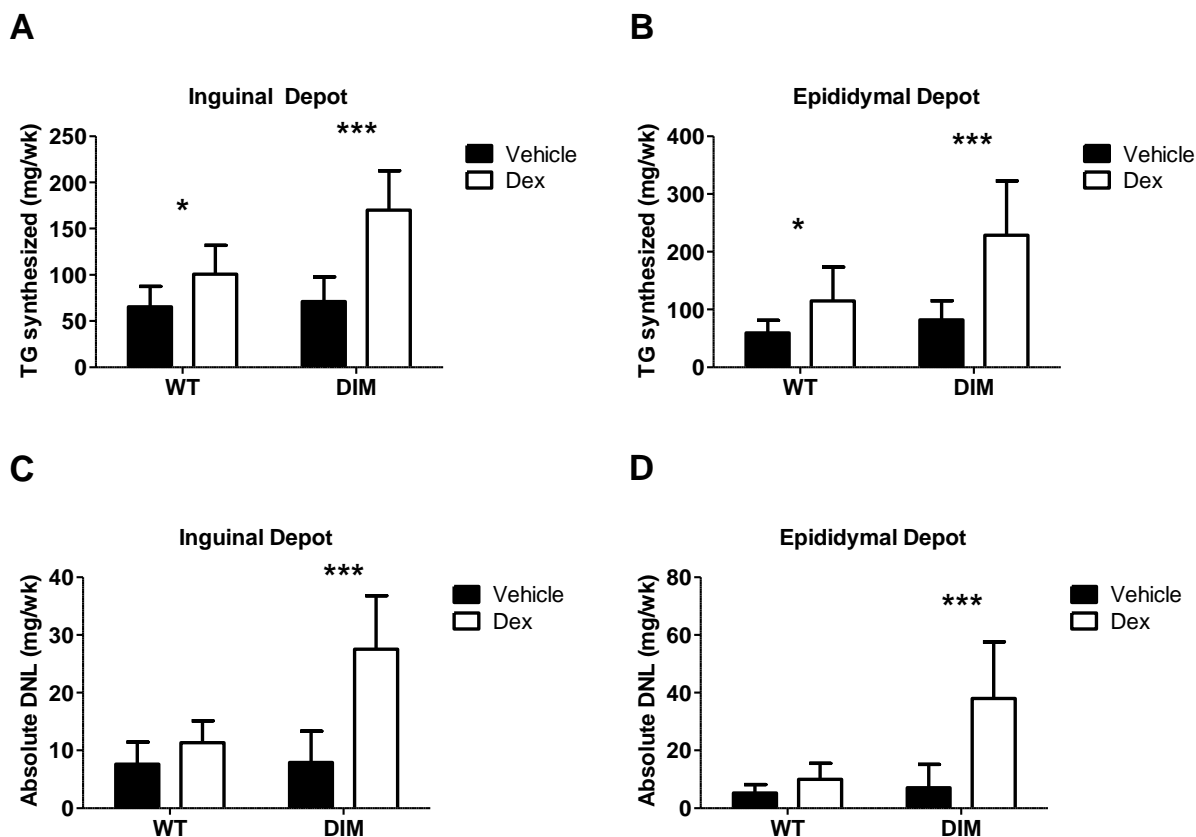 A
Inguinal Depot
TG synthesized (mg/wk)
250
200
150
100
50
0
*
***
WT
DIM
Vehicle
Dex
B
Epididymal Depot
TG synthesized (mg/wk)
400
300
200
100
0
*
***
WT
DIM
Vehicle
Dex
C
Inguinal Depot
Absolute DNL (mg/wk)
40
30
20
10
0
***
WT
DIM
Vehicle
Dex
D
Epididymal Depot
Absolute DNL (mg/wk)
80
60
40
20
0
***
WT
DIM
Vehicle
Dex